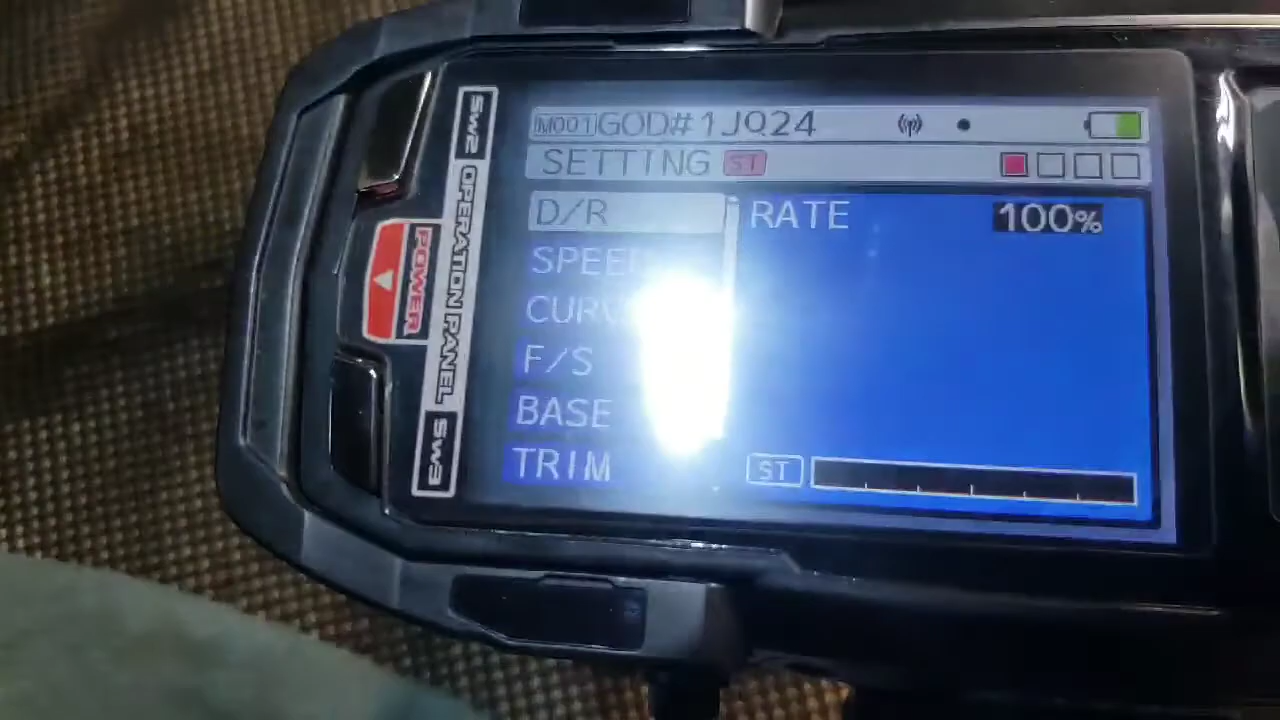 M001 GOD#1JQ24
SETTING ST
D/R
RATE 100%
F/S
BASE
TRIM
ST
SW2
OPERATION PANEL
SW3
POWER